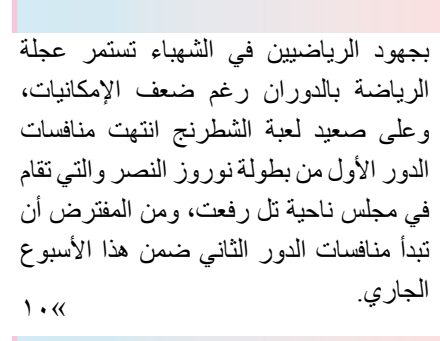 بجهود الرياضيين في الشهباء تستمر عجلة
الرياضة بالدوران رغم ضعف الإمكانيات،
وعلى صعيد لعبة الشطرنج انتهت منافسات
الدور الأول من بطولة نوروز النصر والتي تقام
في مجلس ناحية تل رفعت، ومن المفترض أن
تبدأ منافسات الدور الثاني ضمن هذا الأسبوع
الجاري.
»١٠